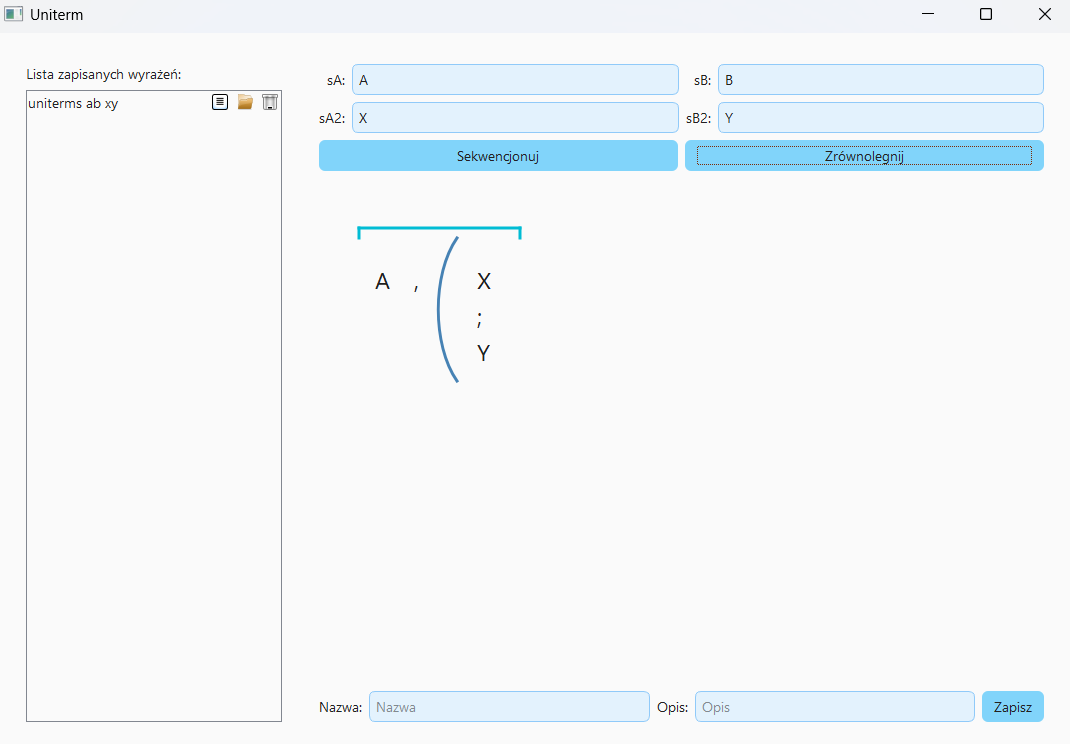 Uniterm
Lista zapisanych wyrażeń:
uniterms ab xy
sA: A sB: B
sA2: X sB2: Y
Sekwencjonuj Zrównolegnij
A , X
;
Y
Nazwa: Nazwa Opis: Opis Zapisz